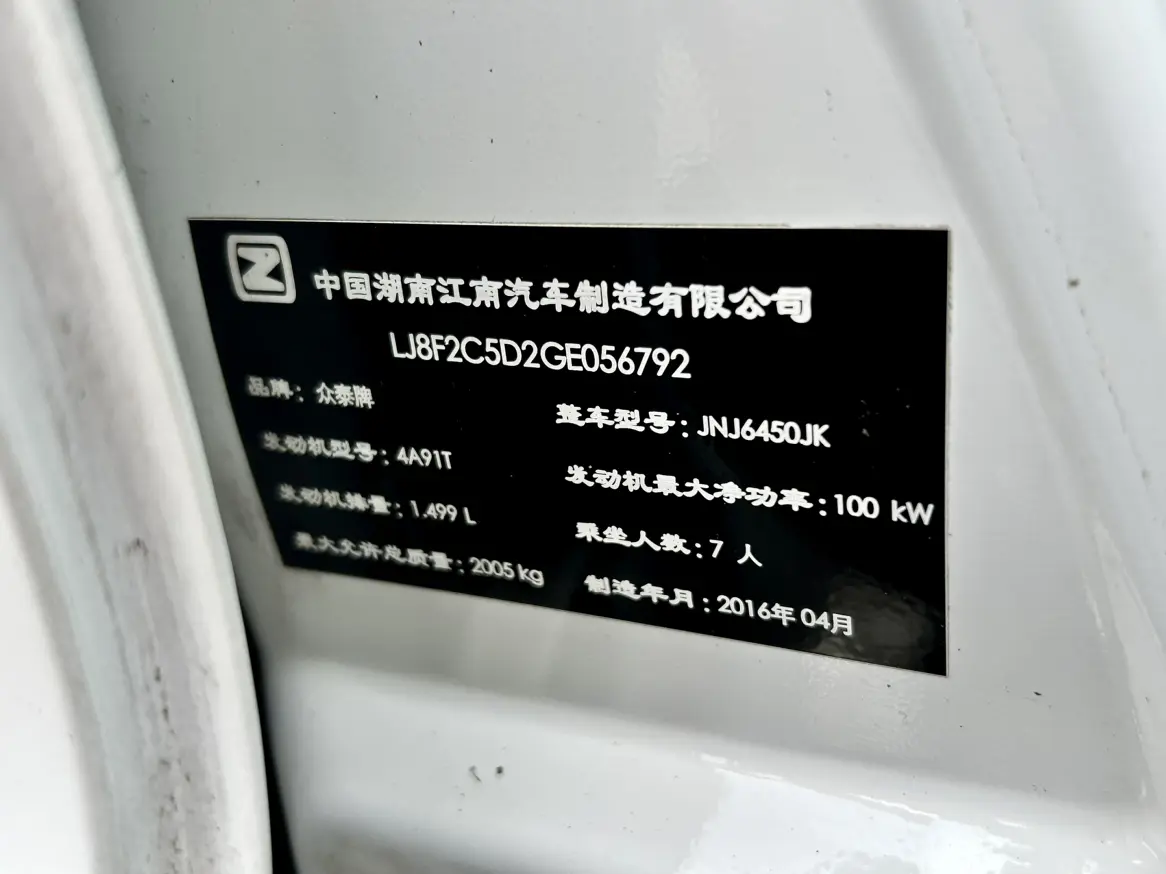 Z
中国湖南江南汽车制造有限公司
LJ8F2C5D2GE056792
品牌：众泰牌
整车型号：JNJ6450JK
发动机型号：4A91T
发动机最大净功率：100 kW
发动机排量：1.499 L
乘坐人数：7 人
最大允许总质量：2005 kg
制造年月：2016年 04月